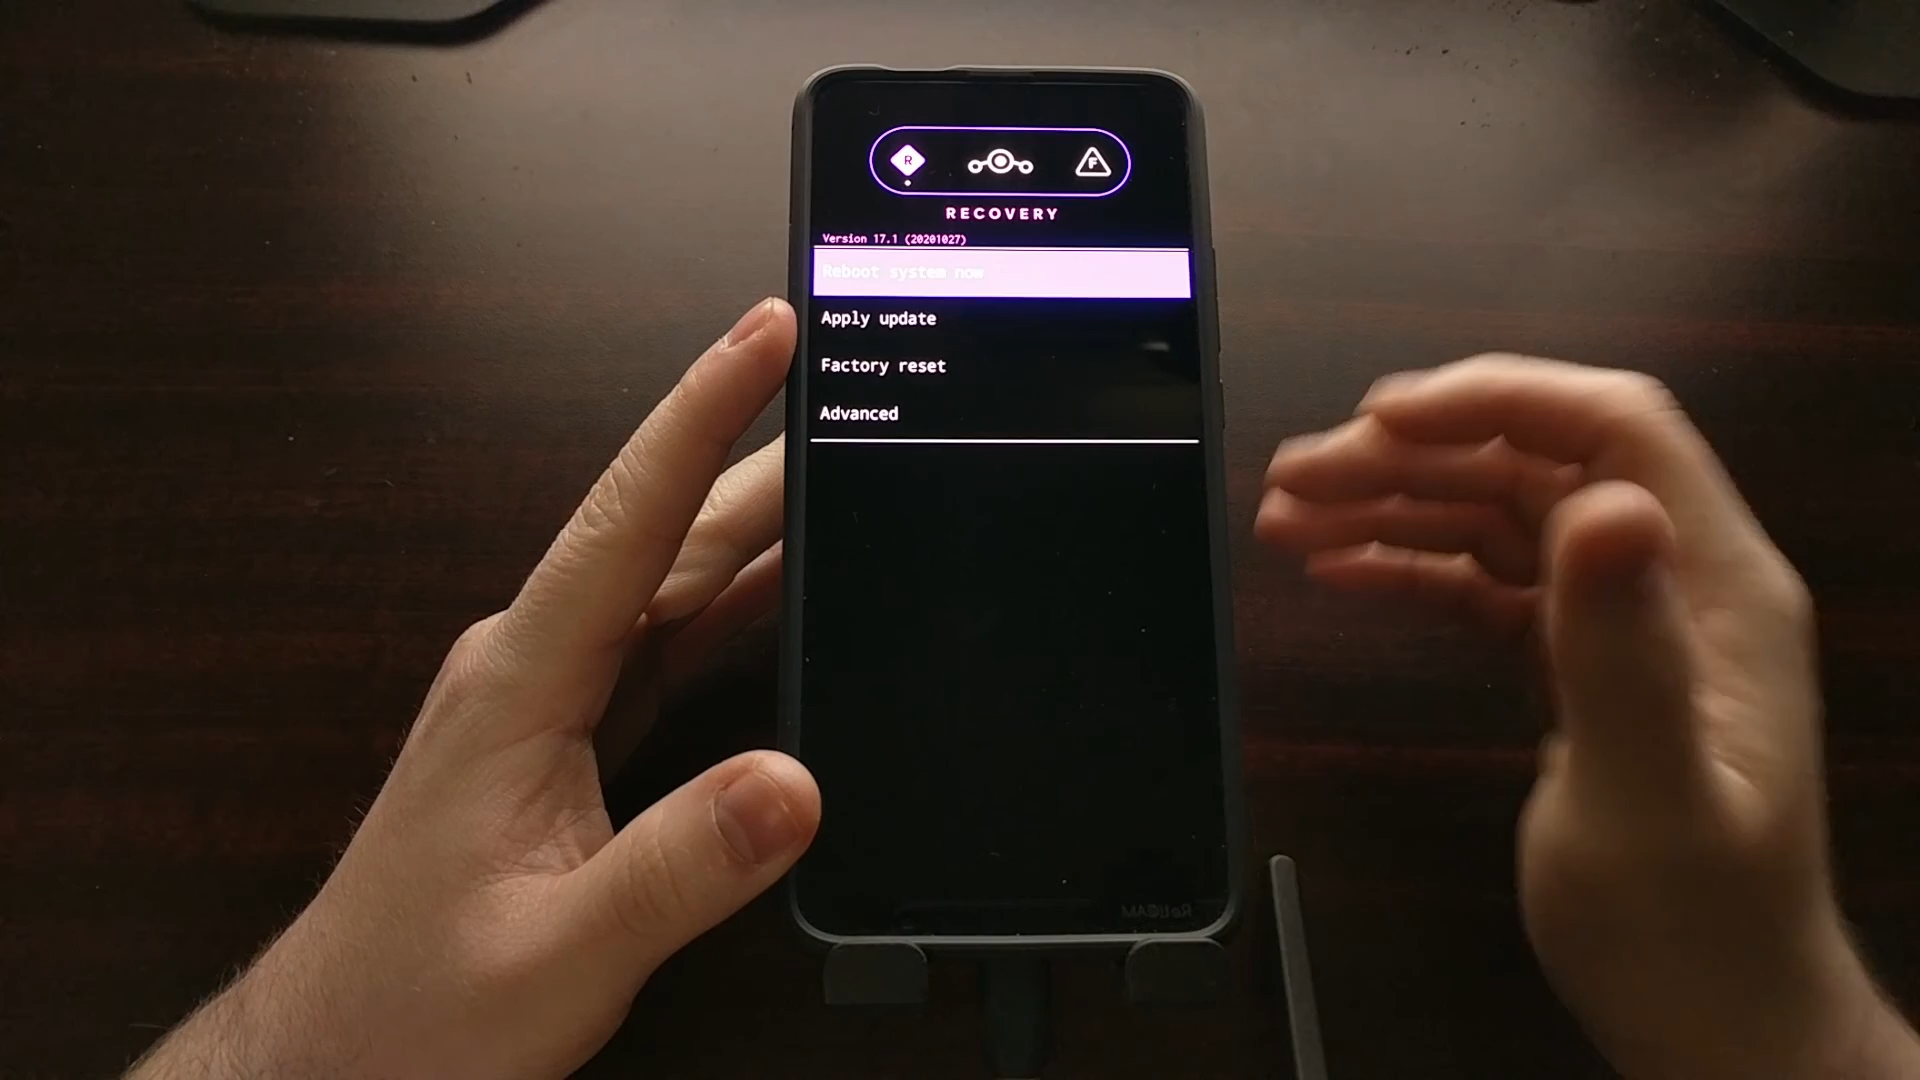 R F
RECOVERY
Version 17.1 (20201027)
Reboot system now
Apply update
Factory reset
Advanced